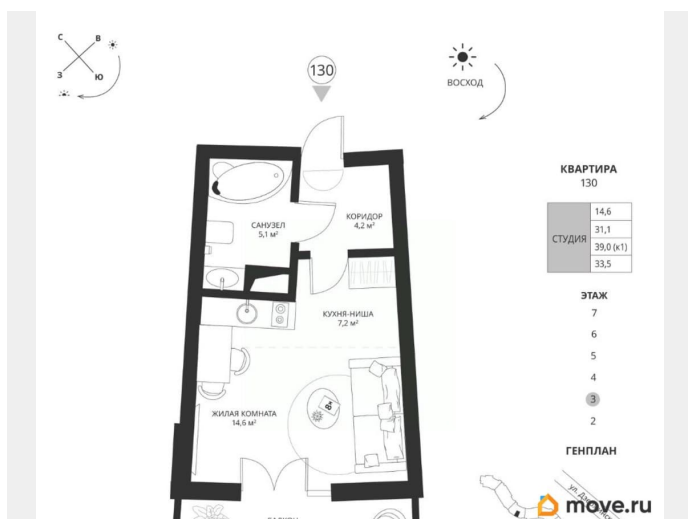 С
В
З
Ю
130
ВОСХОД
САНУЗЕЛ
5,1 м²
КОРИДОР
4,2 м²
КУХНЯ-НИША
7,2 м²
ЖИЛАЯ КОМНАТА
14,6 м²
КВАРТИРА
130
СТУДИЯ
14,6
31,1
39,0 (к1)
33,5
ЭТАЖ
7
6
5
4
3
2
ГЕНПЛАН
ул.
move.ru